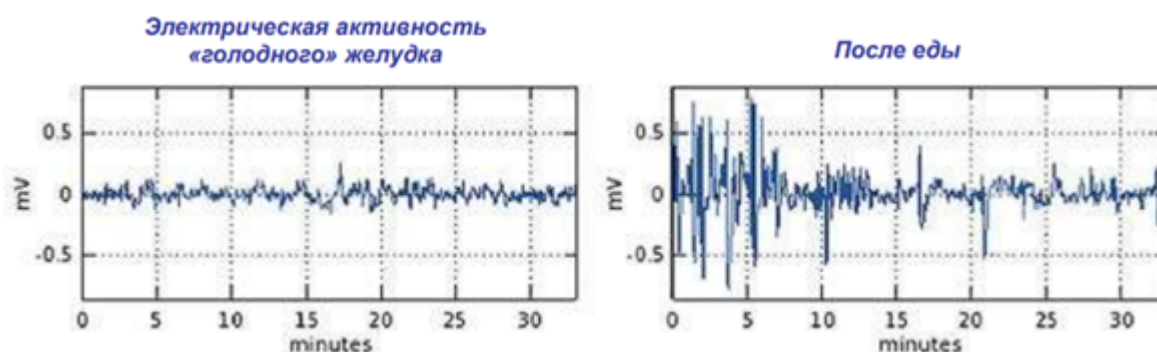 Электрическая активность
«голодного» желудка
После еды
0.5
0
-0.5
mV
0 5 10 15 20 25 30
minutes
0.5
0
-0.5
mV
0 5 10 15 20 25 30
minutes